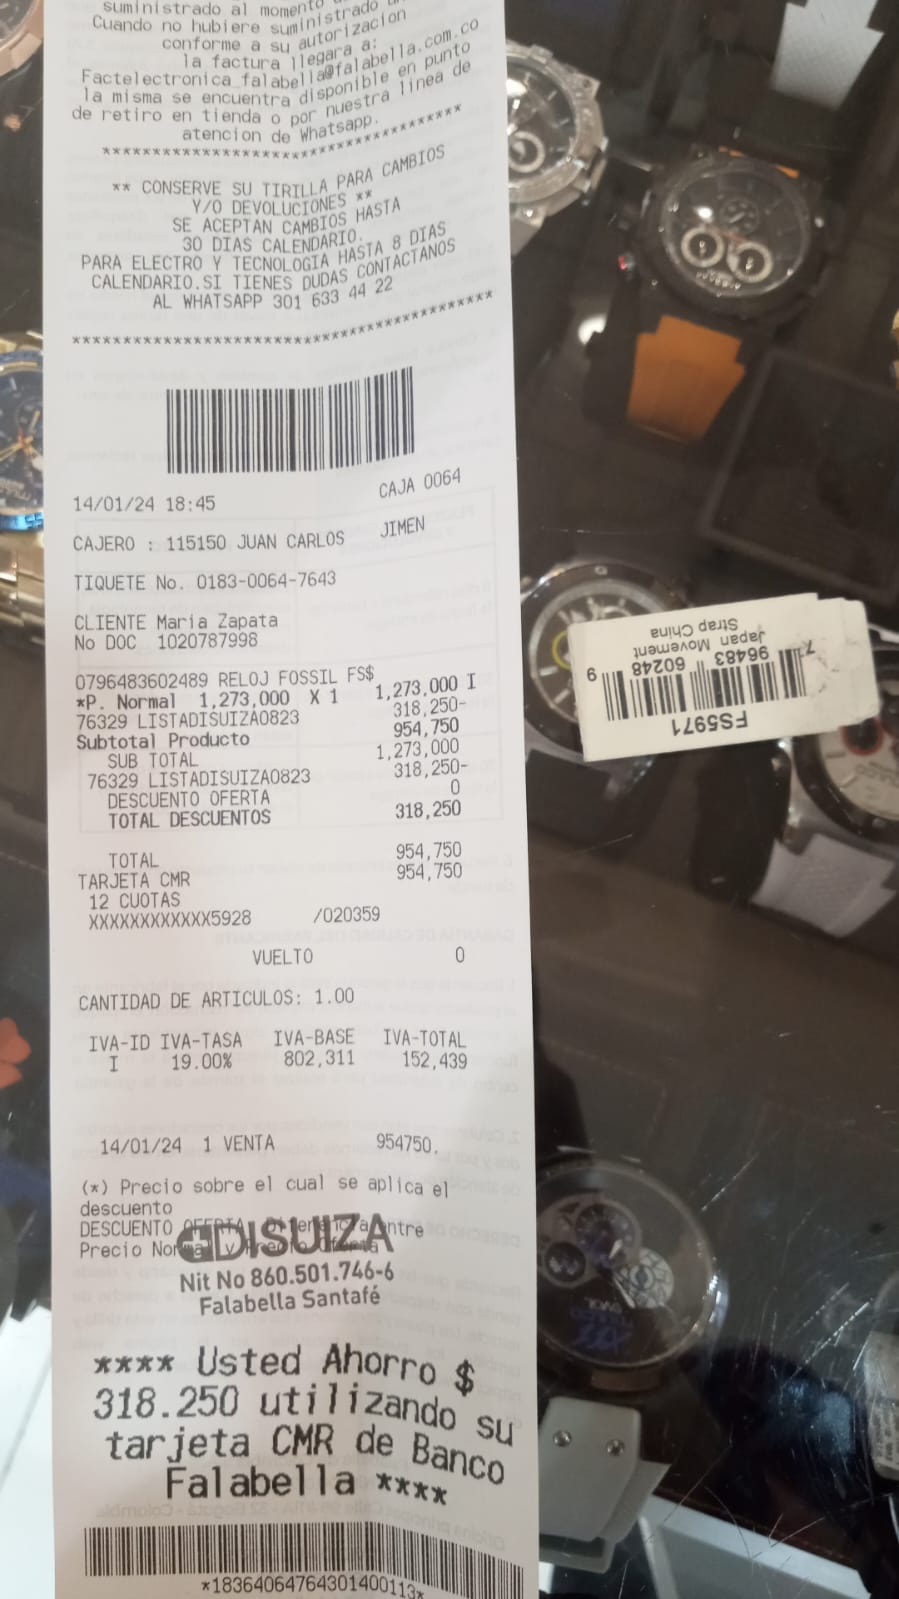 suministrado al momento
Cuando no hubiere suministrado
conforme a su autorizacion
la factura llegara a:
Factelectronica_falabella@falabella.com.co
la misma se encuentra disponible en punto
de retiro en tienda o por nuestra linea de
atencion de Whatsapp.
***********************************
** CONSERVE SU TIRILLA PARA CAMBIOS
Y/O DEVOLUCIONES **
SE ACEPTAN CAMBIOS HASTA
30 DIAS CALENDARIO.
PARA ELECTRO Y TECNOLOGIA HASTA 8 DIAS
CALENDARIO.SI TIENES DUDAS CONTACTANOS
AL WHATSAPP 301 633 44 22
*****************************************
14/01/24 18:45 CAJA 0064
CAJERO : 115150 JUAN CARLOS JIMEN
TIQUETE No. 0183-0064-7643
CLIENTE Maria Zapata
No DOC 1020787998
0796483602489 RELOJ FOSSIL FS$
*P. Normal 1,273,000 X 1 1,273,000 I
76329 LISTADISUIZA0823 318,250-
Subtotal Producto 954,750
SUB TOTAL 1,273,000
76329 LISTADISUIZA0823 318,250-
DESCUENTO OFERTA 0
TOTAL DESCUENTOS 318,250
TOTAL 954,750
TARJETA CMR 954,750
12 CUOTAS
XXXXXXXXXXXX5928 /020359
VUELTO 0
CANTIDAD DE ARTICULOS: 1.00
IVA-ID IVA-TASA IVA-BASE IVA-TOTAL
I 19.00% 802,311 152,439
14/01/24 1 VENTA 954750,
(*) Precio sobre el cual se aplica el
descuento
DESCUENTO OFERTA: Diferencia entre
Precio Normal y Precio Oferta
DISUIZA
Nit No 860.501.746-6
Falabella Santafé
**** Usted Ahorro $
318.250 utilizando su
tarjeta CMR de Banco
Falabella ****
*18364064764301400113*
FS5971
7 96483 60248 9
Japan Movement
Strap China